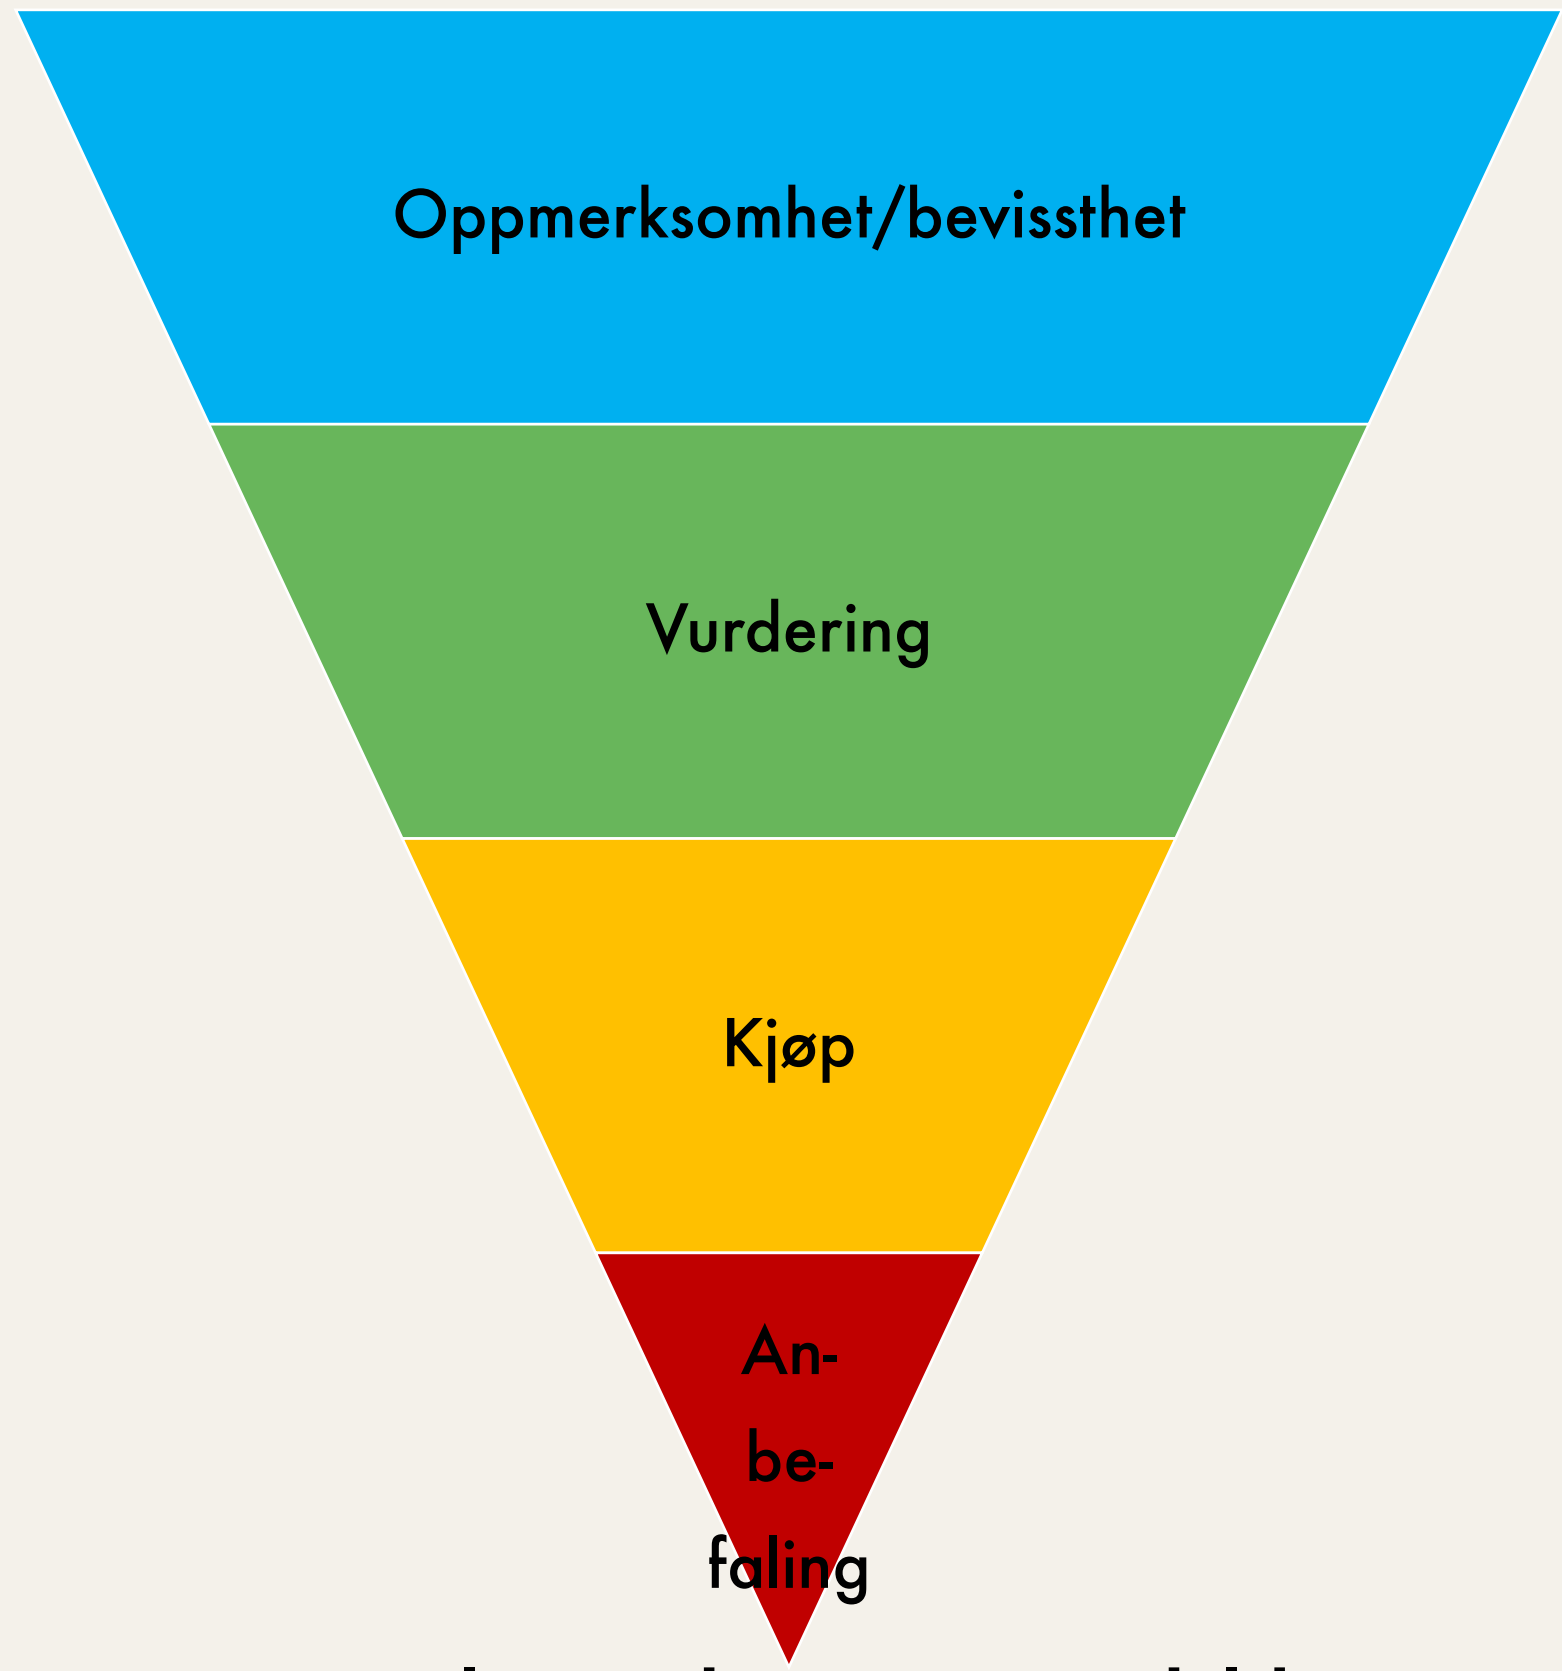 Oppmerksomhet/bevissthet
Vurdering
Kjøp
An-
be-
faling